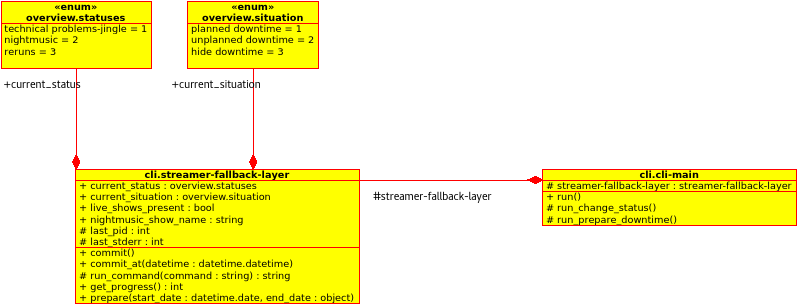 «enum»
overview.statuses
technical problems-jingle = 1
nightmusic = 2
reruns = 3
«enum»
overview.situation
planned downtime = 1
unplanned downtime = 2
hide downtime = 3
+current_status
+current_situation
cli.streamer-fallback-layer
+ current_status : overview.statuses
+ current_situation : overview.situation
+ live_shows_present : bool
+ nightmusic_show_name : string
# last_pid : int
# last_stderr : int
+ commit()
+ commit_at(datetime : datetime.datetime)
# run_command(command : string) : string
+ get_progress() : int
+ prepare(start_date : datetime.date, end_date : object)
#streamer-fallback-layer
cli.cli-main
# streamer-fallback-layer : streamer-fallback-layer
+ run()
# run_change_status()
# run_prepare_downtime()